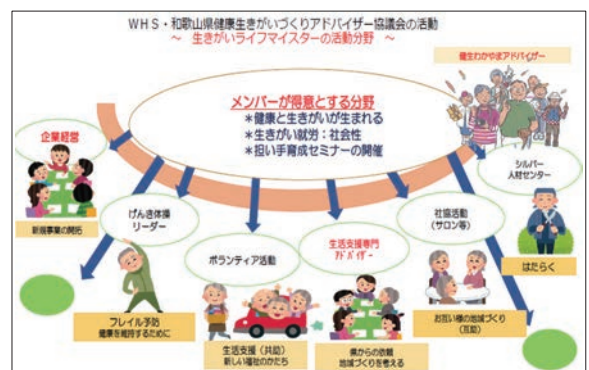 WHS・和歌山県健康生きがいづくりアドバイザー協議会の活動
～ 生きがいライフマイスターの活動分野 ～
健生わかやまアドバイザー
メンバーが得意とする分野
＊健康と生きがいが生まれる
＊生きがい就労：社会性
＊担い手育成セミナーの開催
企業経営
新規事業の開拓
げんき体操
リーダー
フレイル予防
健康を維持するために
ボランティア活動
生活支援（共助）
新しい福祉のかたち
生活支援専門
アドバイザー
県からの依頼
地域づくりを考える
社協活動
（サロン等）
お互い様の地域づくり
（互助）
シルバー
人材センター
はたらく